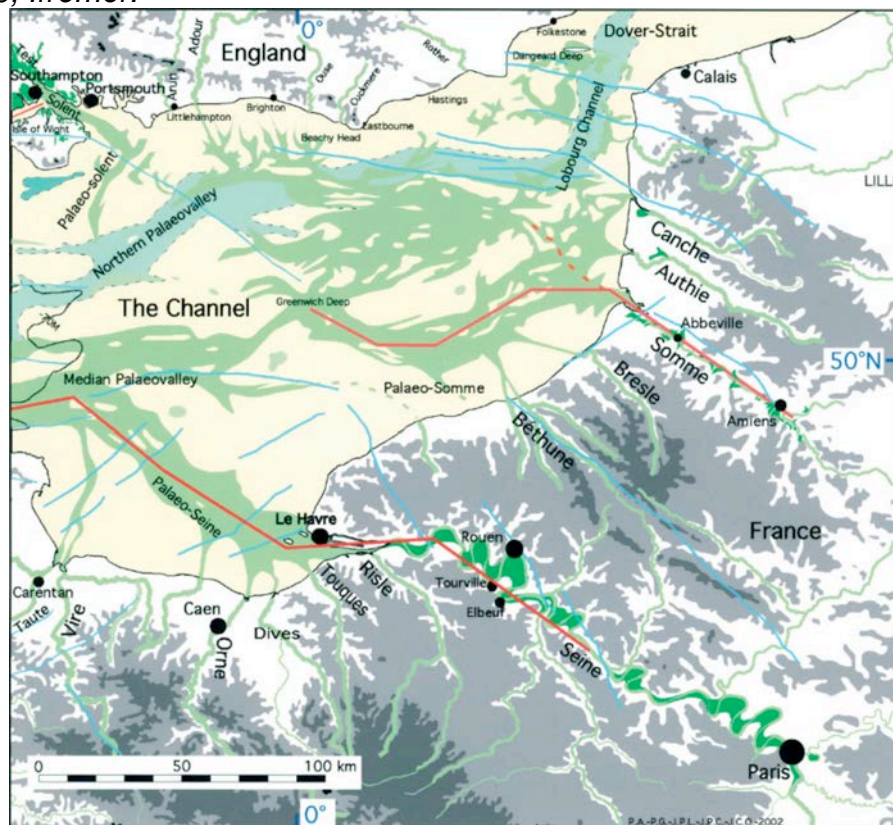 0°
Folkestone
Dover-Strait
Test
Adour
England
Ouse
Rother
Dangeard Deep
Calais
Southampton
Arun
Cuckmere
Portsmouth
Solent
Hastings
Littlehampton
Brighton
Eastbourne
Isle of Wight
Beachy Head
Lobourg Channel
LILL
Palaeo-solent
Northern Palaeovalley
Canche
Authie
The Channel
Greenwich Deep
Abbeville
Somme
50°N
Median Palaeovalley
Palaeo-Somme
Bresle
Amiens
Béthune
Palaeo-Seine
Le Havre
France
Rouen
Risle
Tourville
Carentan
Touques
Elbeuf
Taute
Vire
Caen
Orne
Dives
Seine
0 50 100 km
Paris
0°